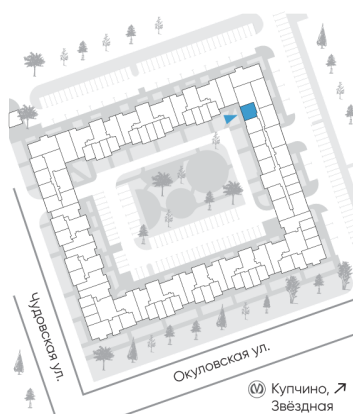 Чудовская ул.
Окуловская ул.
Купчино,
Звёздная